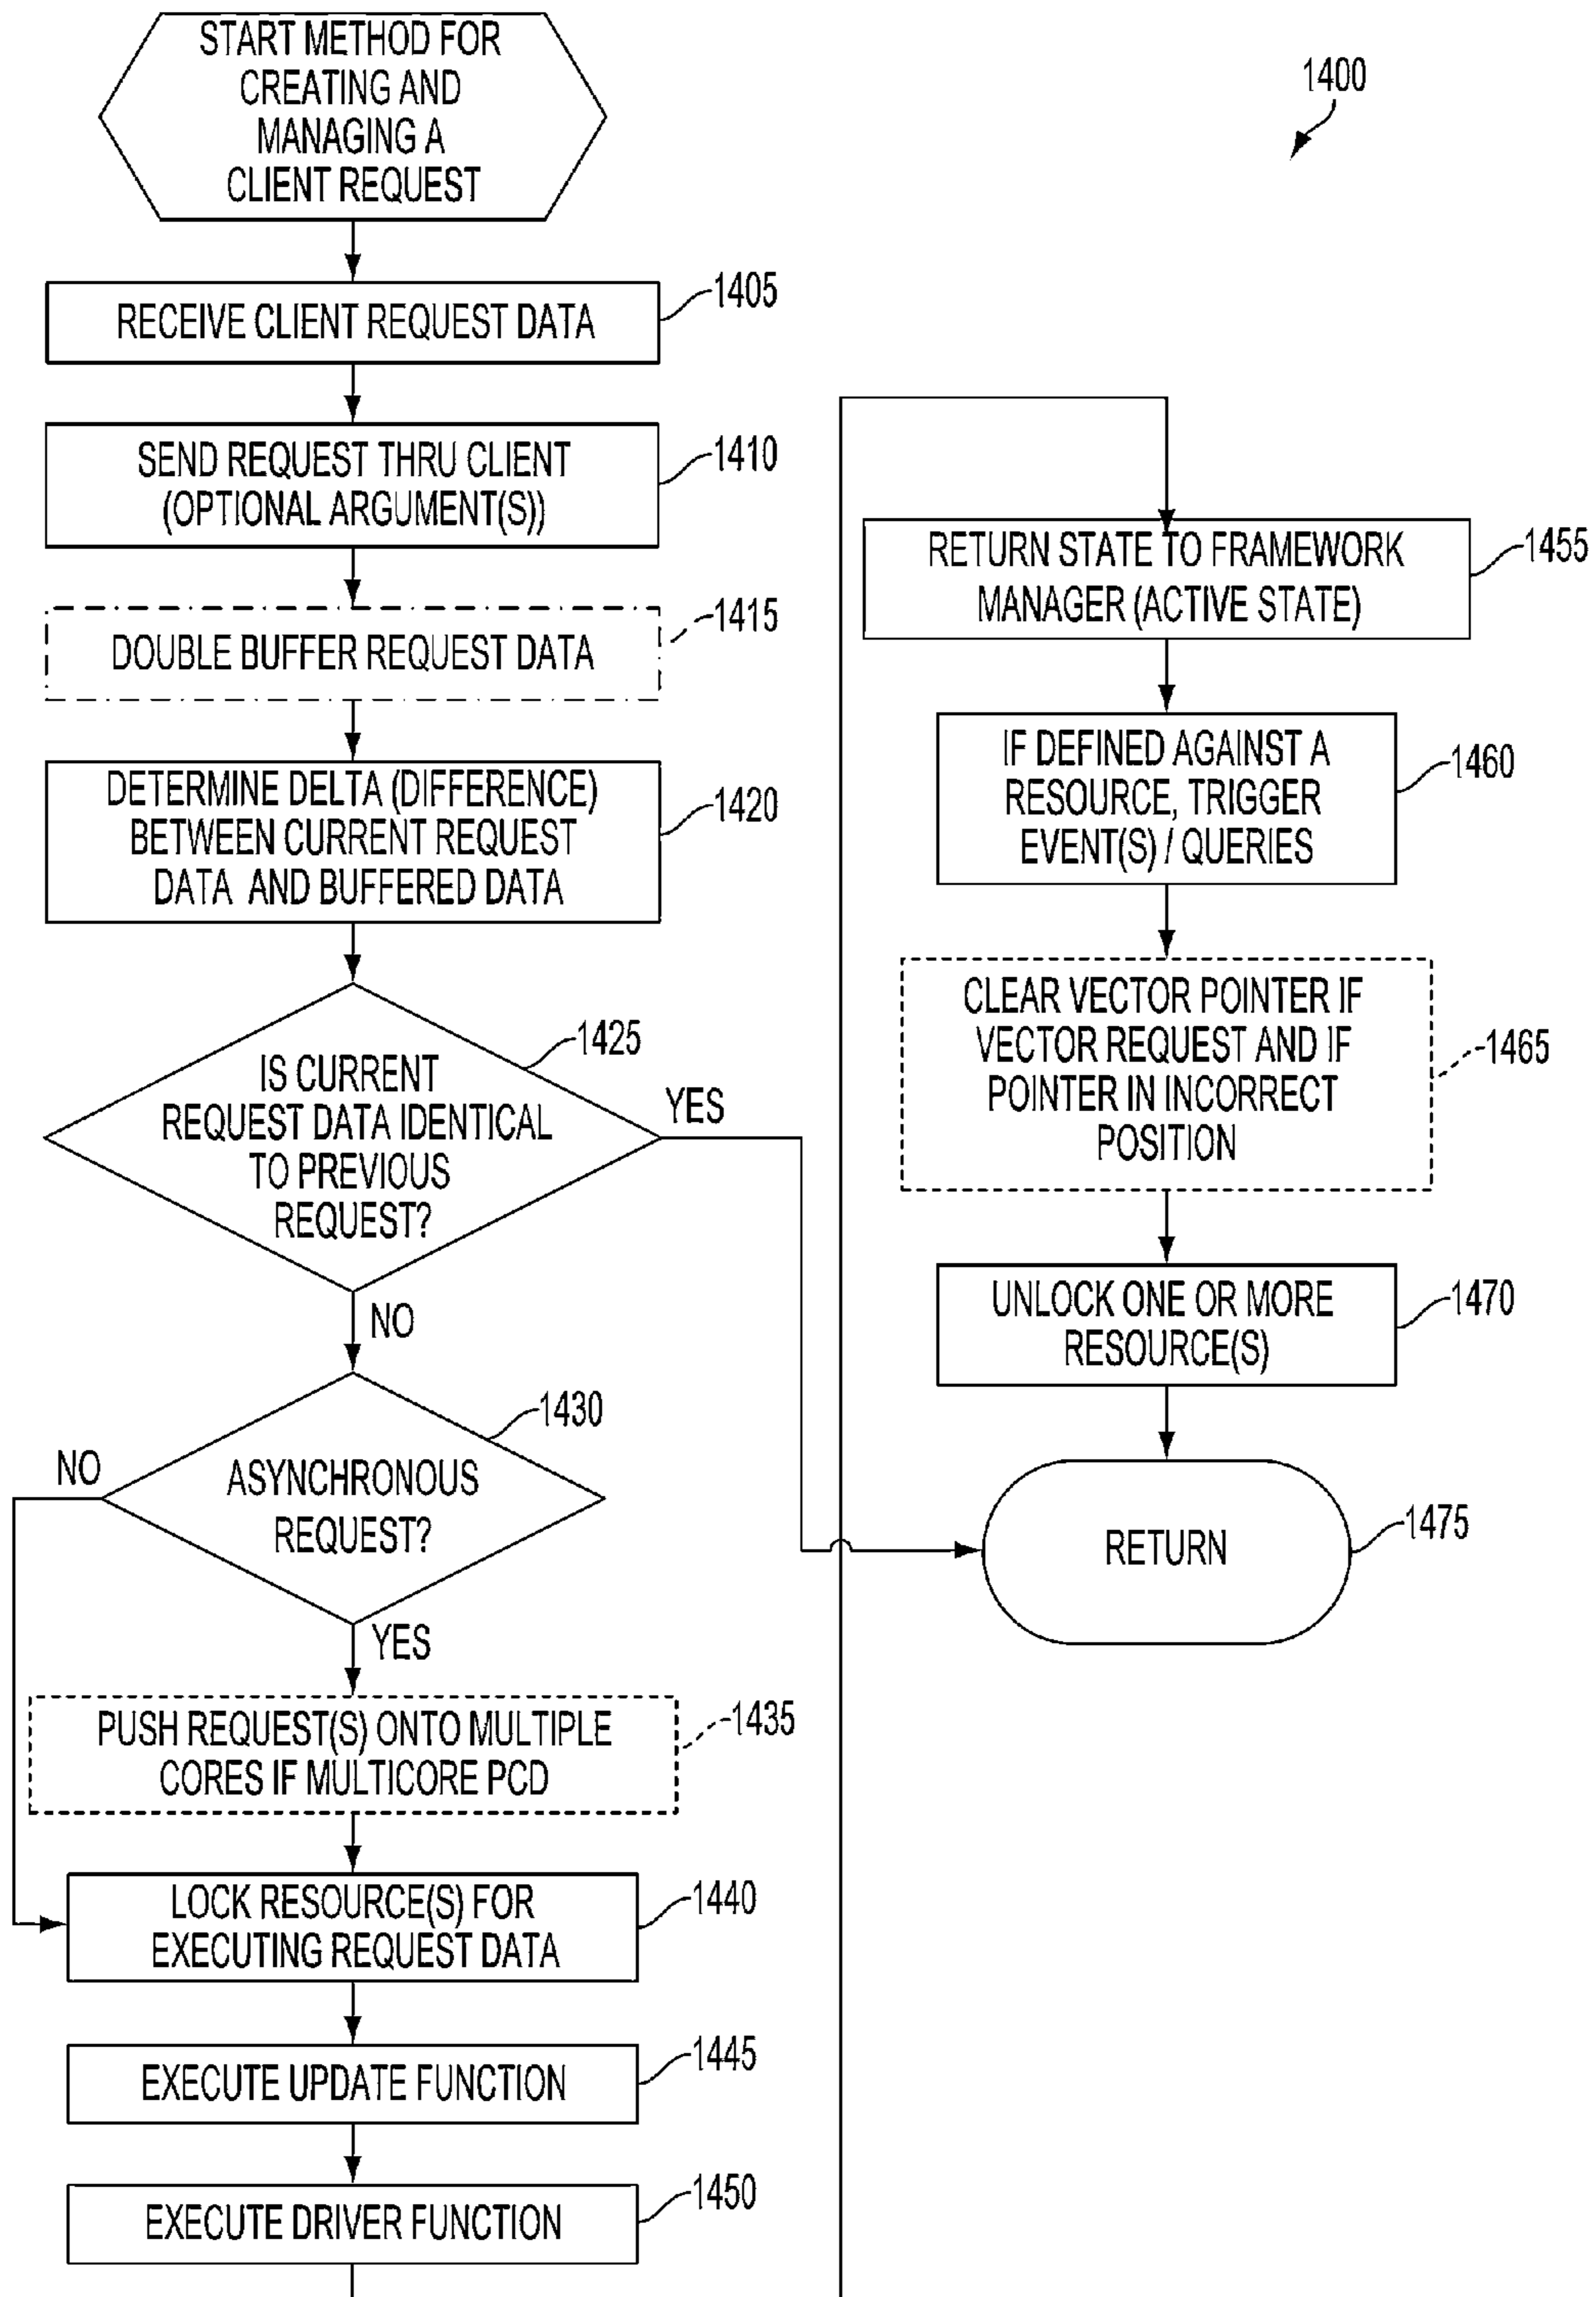 START METHOD FOR
CREATING AND
MANAGING A
CLIENT REQUEST
1400
RECEIVE CLIENT REQUEST DATA
1405
SEND REQUEST THRU CLIENT
(OPTIONAL ARGUMENT(S))
1410
DOUBLE BUFFER REQUEST DATA
1415
DETERMINE DELTA (DIFFERENCE)
BETWEEN CURRENT REQUEST
DATA AND BUFFERED DATA
1420
IS CURRENT
REQUEST DATA IDENTICAL
TO PREVIOUS
REQUEST?
1425
YES
NO
ASYNCHRONOUS
REQUEST?
1430
NO
YES
PUSH REQUEST(S) ONTO MULTIPLE
CORES IF MULTICORE PCD
1435
LOCK RESOURCE(S) FOR
EXECUTING REQUEST DATA
1440
EXECUTE UPDATE FUNCTION
1445
EXECUTE DRIVER FUNCTION
1450
RETURN STATE TO FRAMEWORK
MANAGER (ACTIVE STATE)
1455
IF DEFINED AGAINST A
RESOURCE, TRIGGER
EVENT(S) / QUERIES
1460
CLEAR VECTOR POINTER IF
VECTOR REQUEST AND IF
POINTER IN INCORRECT
POSITION
1465
UNLOCK ONE OR MORE
RESOURCE(S)
1470
RETURN
1475